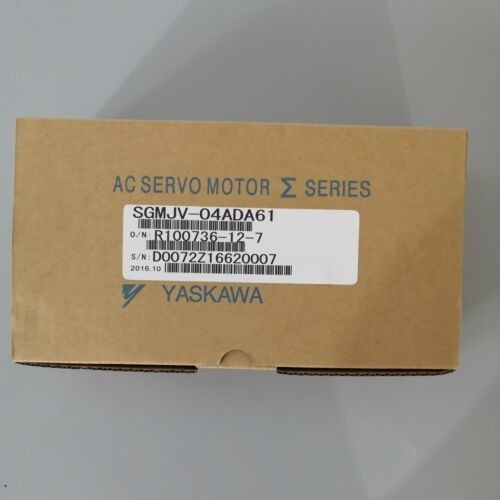 AC SERVO MOTOR Σ SERIES
SGMJV-04ADA61
O/N: R100736-12-7
S/N: D0072Z16620007
2016.10
YASKAWA